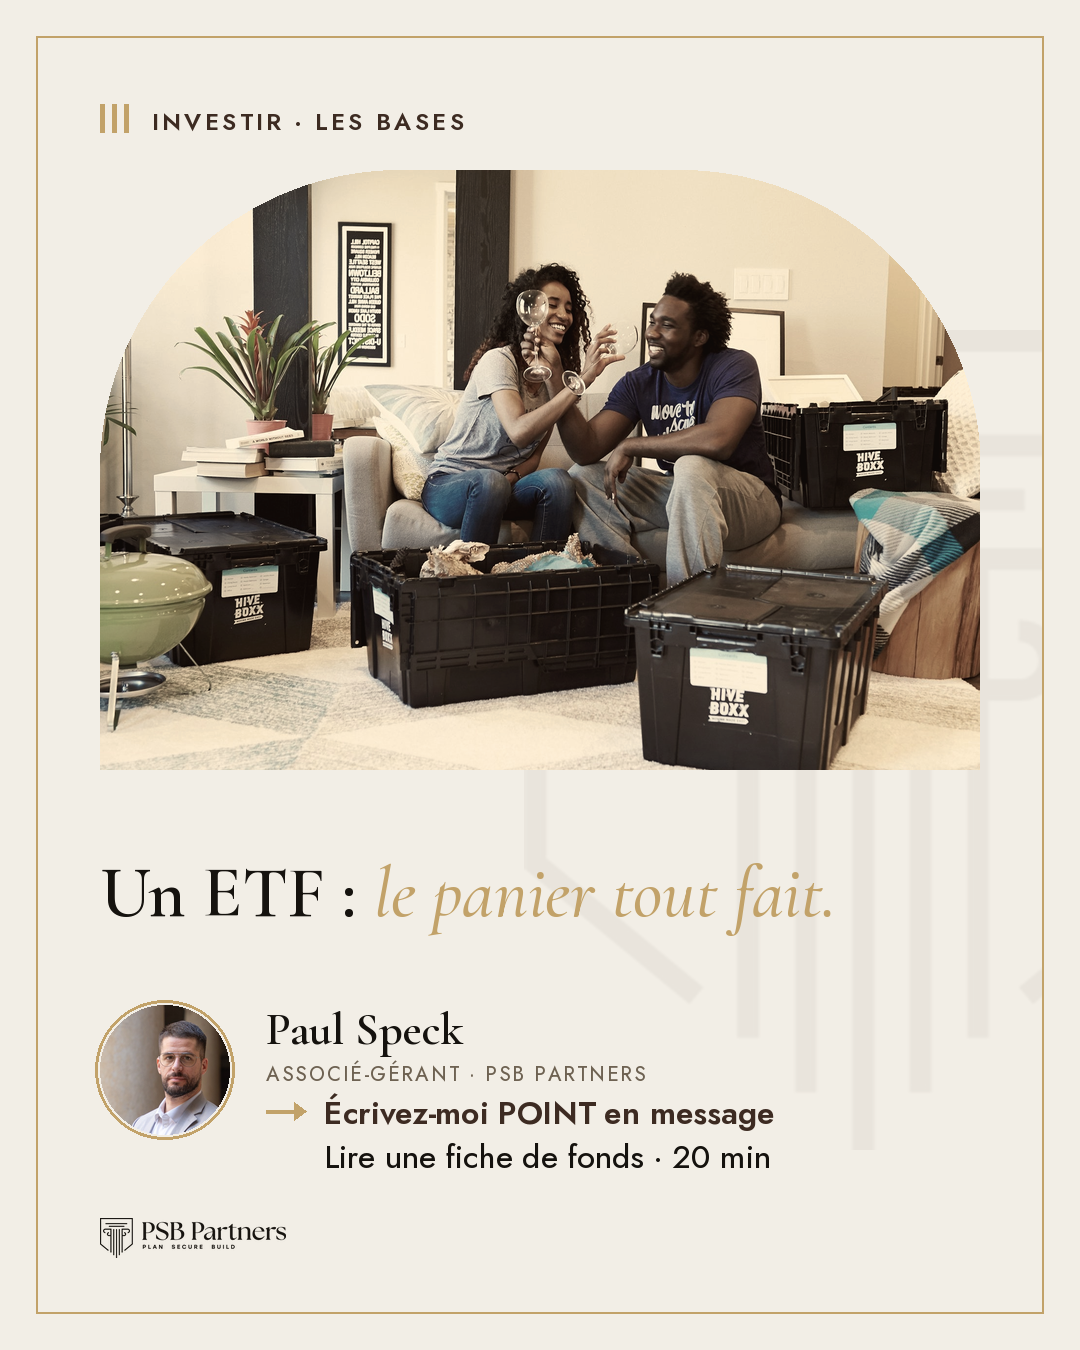 INVESTIR · LES BASES
HIVE
BOXX
HIVE
BOXX
HIVE
BOXX
Un ETF : le panier tout fait.
Paul Speck
ASSOCIÉ-GÉRANT · PSB PARTNERS
Écrivez-moi POINT en message
Lire une fiche de fonds · 20 min
PSB Partners
PLAN SECURE BUILD